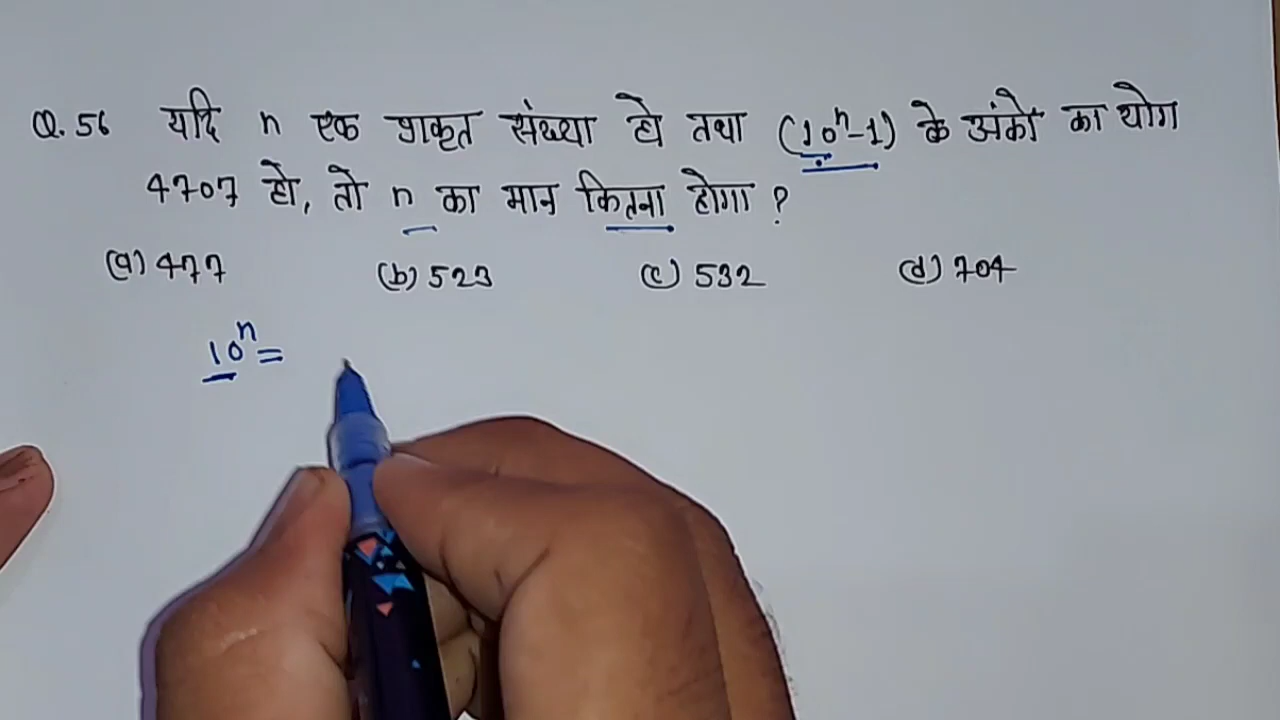 Q. 56 यदि n एक प्राकृत संख्या हो तथा (10ⁿ-1) के अंकों का योग
4707 हो, तो n का मान कितना होगा ?
(a) 477 (b) 523 (c) 532 (d) 704
10ⁿ =